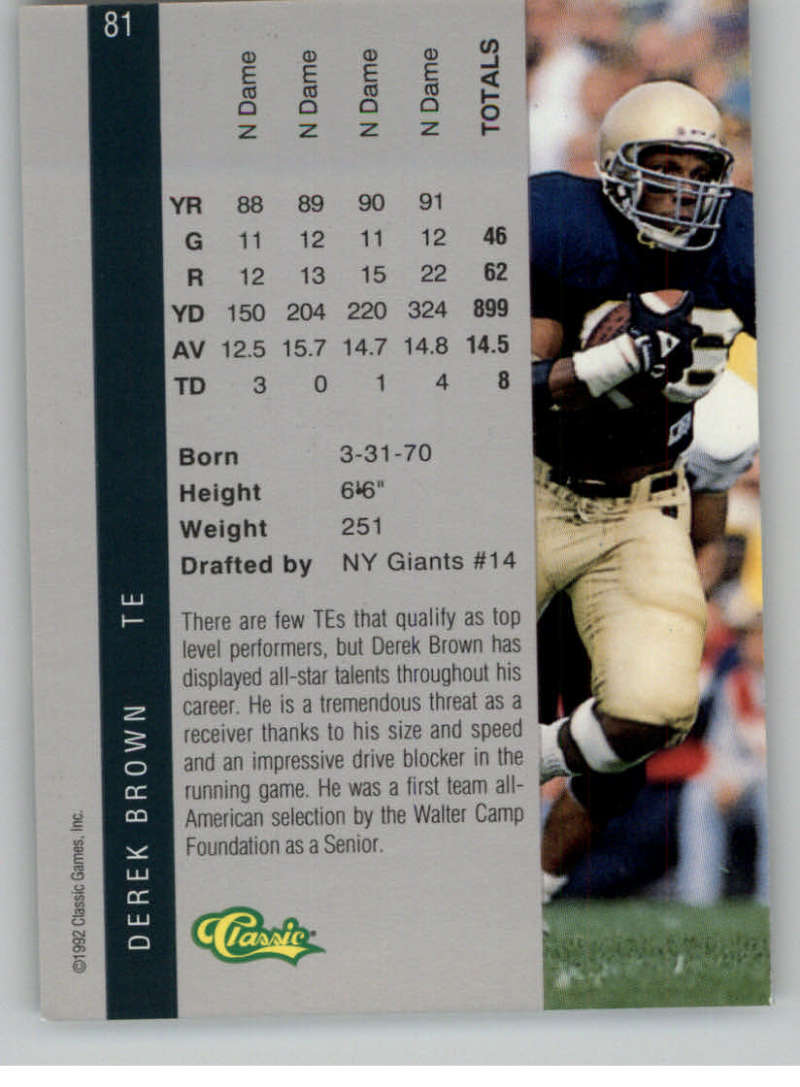 81
N Dame N Dame N Dame N Dame TOTALS
YR 88 89 90 91
G 11 12 11 12 46
R 12 13 15 22 62
YD 150 204 220 324 899
AV 12.5 15.7 14.7 14.8 14.5
TD 3 0 1 4 8
Born 3-31-70
Height 6'6"
Weight 251
Drafted by NY Giants #14
There are few TEs that qualify as top
level performers, but Derek Brown has
displayed all-star talents throughout his
career. He is a tremendous threat as a
receiver thanks to his size and speed
and an impressive drive blocker in the
running game. He was a first team all-
American selection by the Walter Camp
Foundation as a Senior.
Classic
DEREK BROWN TE
©1992 Classic Games, Inc.